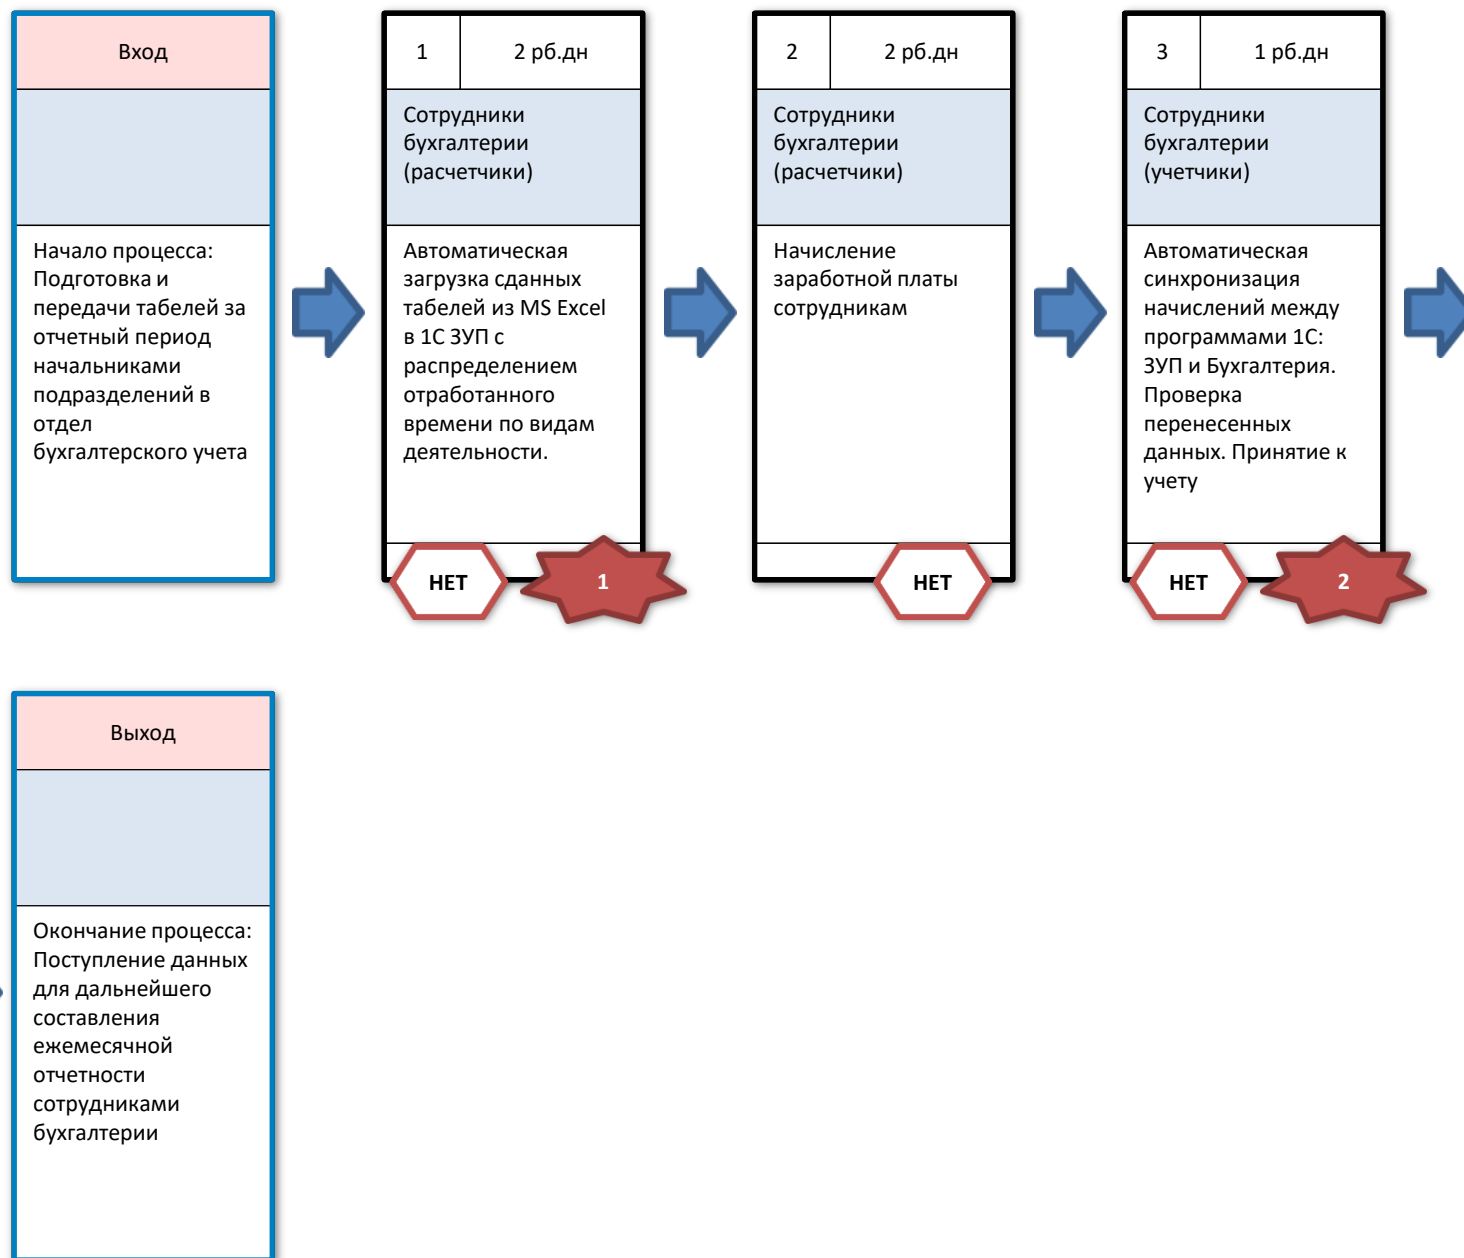 Вход
Начало процесса:
Подготовка и
передачи табелей за
отчетный период
начальниками
подразделений в
отдел
бухгалтерского учета
1
2 рб.дн
Сотрудники
бухгалтерии
(расчетчики)
Автоматическая
загрузка сданных
табелей из MS Excel
в 1С ЗУП с
распределением
отработанного
времени по видам
деятельности.
НЕТ
1
2
2 рб.дн
Сотрудники
бухгалтерии
(расчетчики)
Начисление
заработной платы
сотрудникам
НЕТ
3
1 рб.дн
Сотрудники
бухгалтерии
(учетчики)
Автоматическая
синхронизация
начислений между
программами 1С:
ЗУП и Бухгалтерия.
Проверка
перенесенных
данных. Принятие к
учету
НЕТ
2
Выход
Окончание процесса:
Поступление данных
для дальнейшего
составления
ежемесячной
отчетности
сотрудниками
бухгалтерии